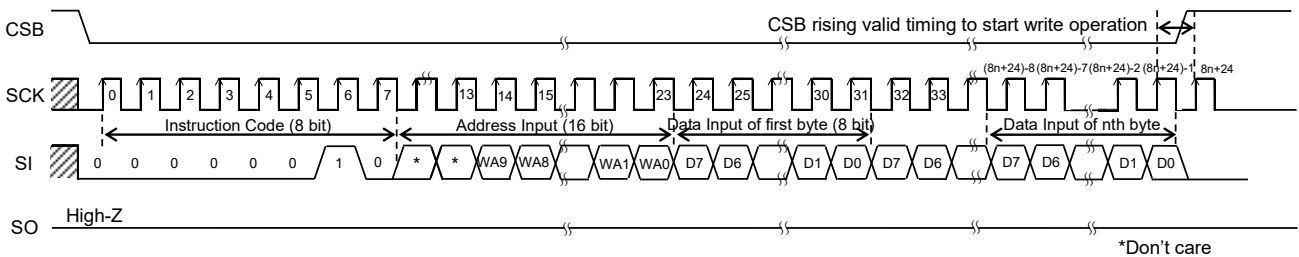 CSB
CSB rising valid timing to start write operation
SCK
0 1 2 3 4 5 6 7 13 14 15 23 24 25 30 31 32 33 (8n+24)-8 (8n+24)-7 (8n+24)-2 (8n+24)-1 8n+24
Instruction Code (8 bit) Address Input (16 bit) Data Input of first byte (8 bit) Data Input of nth byte
SI
0 0 0 0 0 0 1 0 * * WA9 WA8 WA1 WA0 D7 D6 D1 D0 D7 D6 D7 D6 D1 D0
SO
High-Z
*Don't care